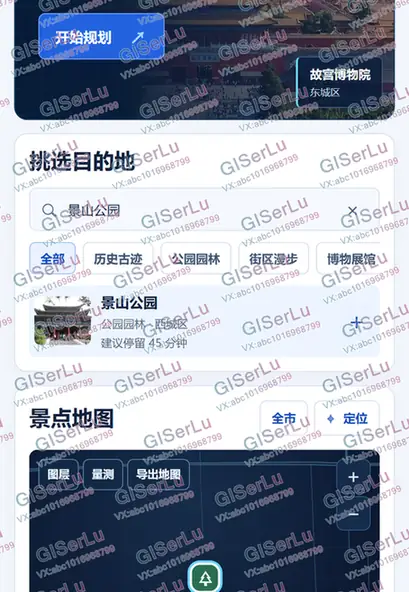 开始规划
故宫博物院
东城区
挑选目的地
景山公园
全部 历史古迹 公园园林 街区漫步 博物展馆
景山公园
公园园林 · 西城区
建议停留 45 分钟
景点地图
全市 定位
图层 量测 导出地图
GISerLu
VX:abc1016968799